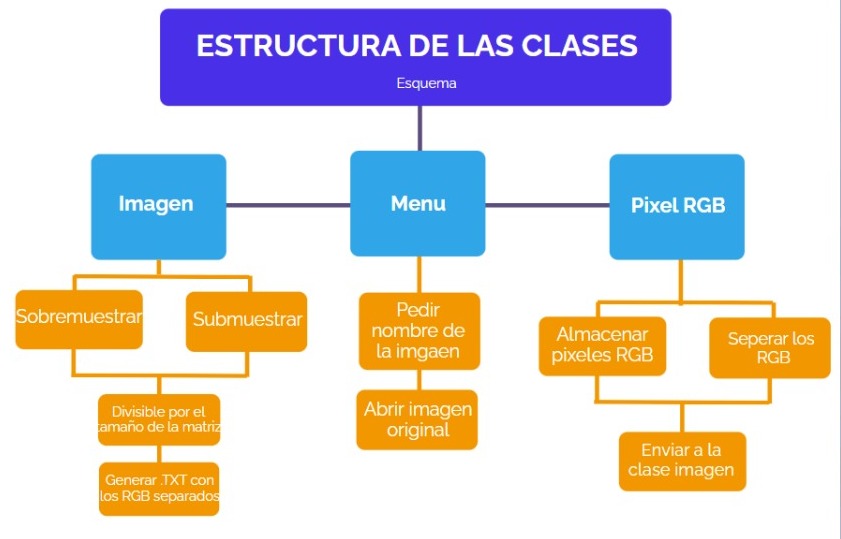 ESTRUCTURA DE LAS CLASES
Esquema
Imagen
Menu
Pixel RGB
Sobremuestrar
Submuestrar
Divisible por el
tamaño de la matriz
Generar .TXT con
los RGB separados
Pedir
nombre de
la imgaen
Abrir imagen
original
Almacenar
pixeles RGB
Seperar los
RGB
Enviar a la
clase imagen